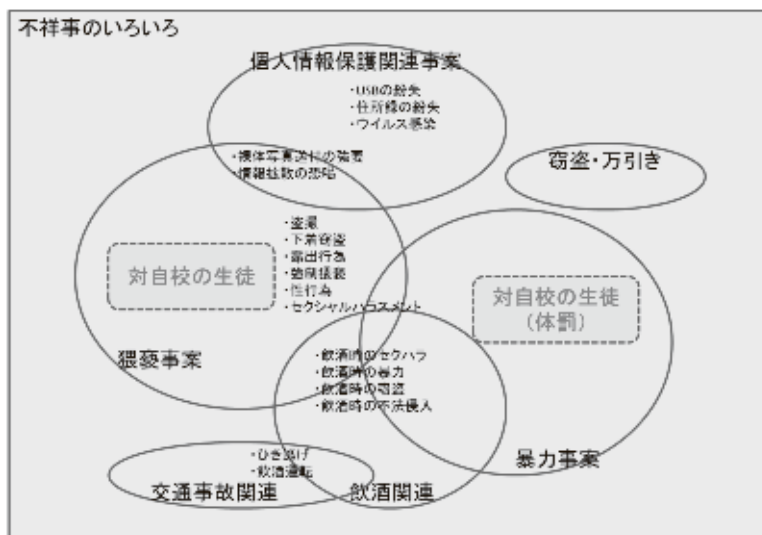 不祥事のいろいろ
個人情報保護関連事案
・USBの紛失
・住所録の紛失
・ウイルス感染
・裸体写真送付の強要
・情報拡散の恐喝
窃盗・万引き
・盗撮
・下着窃盗
・露出行為
・強制猥褻
・性行為
・セクシャルハラスメント
対自校の生徒
猥褻事案
対自校の生徒
(体罰)
・飲酒時のセクハラ
・飲酒時の暴力
・飲酒時の窃盗
・飲酒時の不法侵入
暴力事案
・ひき逃げ
・飲酒運転
交通事故関連
飲酒関連